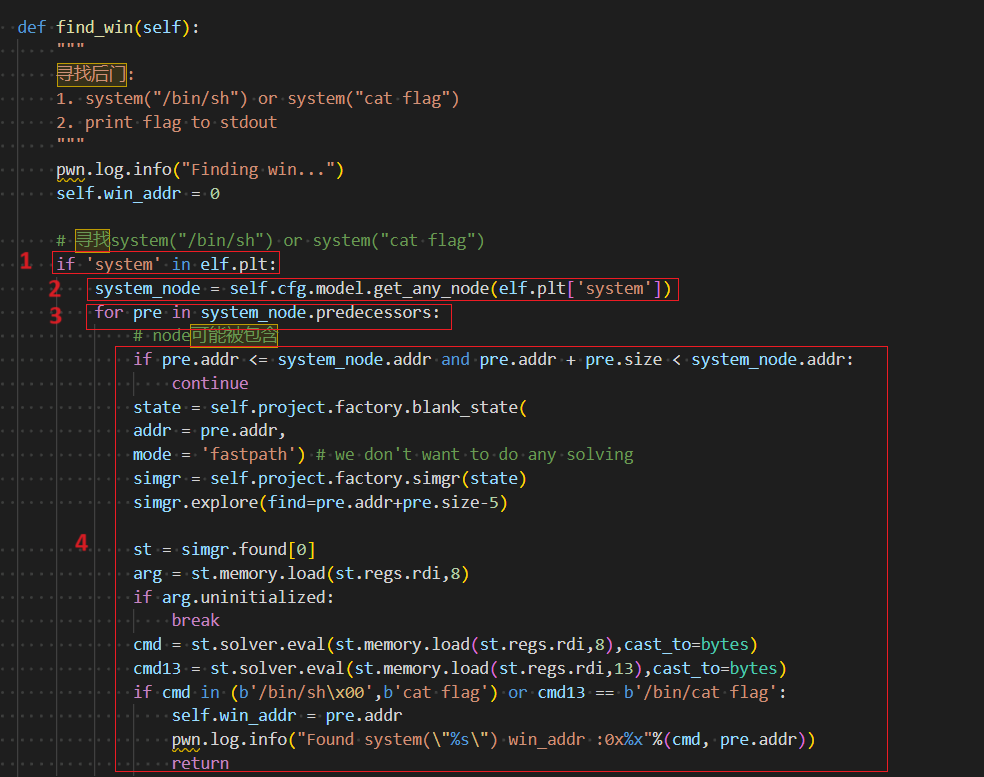 def find_win(self):
"""
寻找后门:
1. system("/bin/sh") or system("cat flag")
2. print flag to stdout
"""
pwn.log.info("Finding win...")
self.win_addr = 0
# 寻找system("/bin/sh") or system("cat flag")
1 if 'system' in elf.plt:
2 system_node = self.cfg.model.get_any_node(elf.plt['system'])
3 for pre in system_node.predecessors:
# node可能被包含
if pre.addr <= system_node.addr and pre.addr + pre.size < system_node.addr:
continue
state = self.project.factory.blank_state(
addr = pre.addr,
mode = 'fastpath') # we don't want to do any solving
simgr = self.project.factory.simgr(state)
simgr.explore(find=pre.addr+pre.size-5)
4 st = simgr.found[0]
arg = st.memory.load(st.regs.rdi,8)
if arg.uninitialized:
break
cmd = st.solver.eval(st.memory.load(st.regs.rdi,8),cast_to=bytes)
cmd13 = st.solver.eval(st.memory.load(st.regs.rdi,13),cast_to=bytes)
if cmd in (b'/bin/sh\x00',b'cat flag') or cmd13 == b'/bin/cat flag':
self.win_addr = pre.addr
pwn.log.info("Found system(\"%s\") win_addr :0x%x"%(cmd, pre.addr))
return